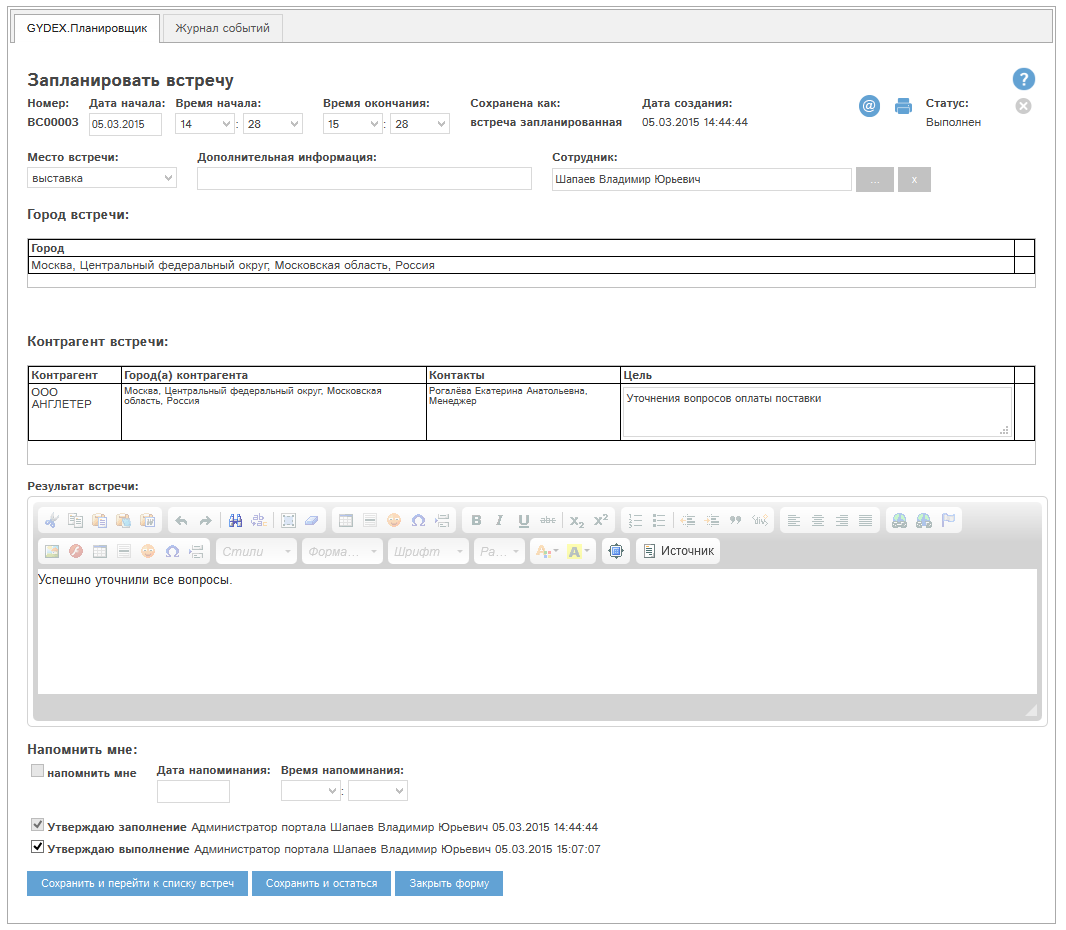 GYDEX.Планировщик Журнал событий
Запланировать встречу
?
Номер: Дата начала: Время начала: Время окончания: Сохранена как: Дата создания: @ Статус:
ВС00003 05.03.2015 14 : 28 15 : 28 встреча запланированная 05.03.2015 14:44:44 Выполнен
Место встречи: Дополнительная информация: Сотрудник:
выставка Шапаев Владимир Юрьевич ... x
Город встречи:
Город
Москва, Центральный федеральный округ, Московская область, Россия
Контрагент встречи:
Контрагент Город(а) контрагента Контакты Цель
ООО АНГЛЕТЕР
Москва, Центральный федеральный округ, Московская
область, Россия
Рогалёва Екатерина Анатольевна,
Менеджер
Уточнения вопросов оплаты поставки
Результат встречи:
B I U abc X2 X2
Стили Форма... Шрифт Ра... A A Источник
Успешно уточнили все вопросы.
Напомнить мне:
напомнить мне Дата напоминания: Время напоминания:
:
Утверждаю заполнение Администратор портала Шапаев Владимир Юрьевич 05.03.2015 14:44:44
Утверждаю выполнение Администратор портала Шапаев Владимир Юрьевич 05.03.2015 15:07:07
Сохранить и перейти к списку встреч Сохранить и остаться Закрыть форму